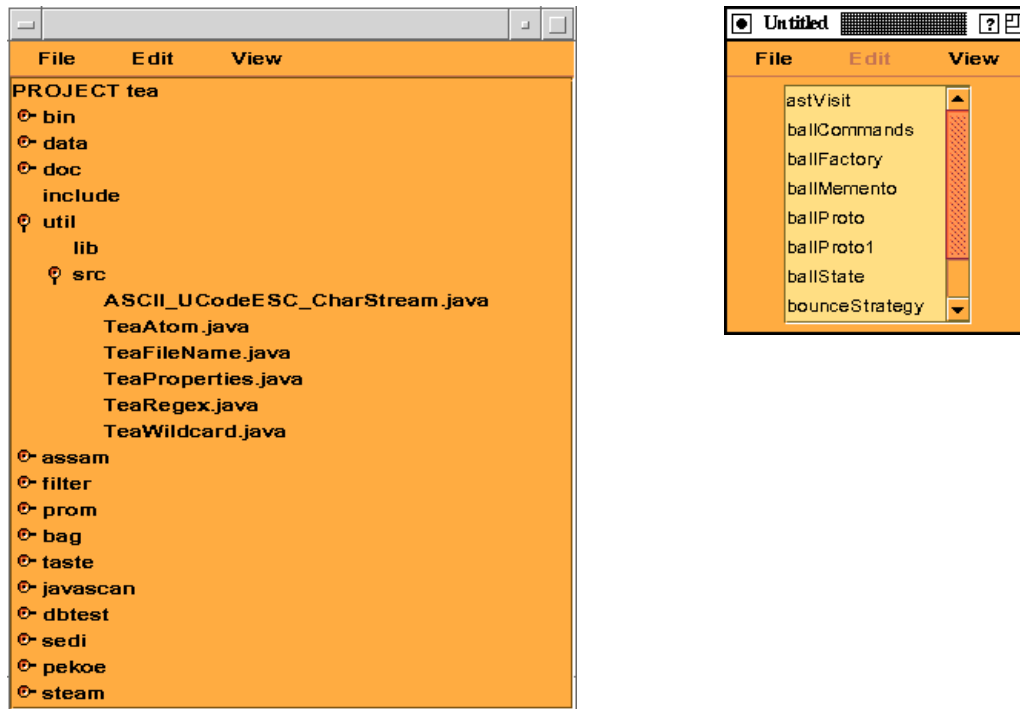 File Edit View
PROJECT tea
bin
data
doc
include
util
lib
src
ASCII_UCodeESC_CharStream.java
TeaAtom.java
TeaFileName.java
TeaProperties.java
TeaRegex.java
TeaWildcard.java
assam
filter
prom
bag
taste
javascan
dbtest
sedi
pekoe
steam
Untitled ?
File Edit View
astVisit
ballCommands
ballFactory
ballMemento
ballProto
ballProto1
ballState
bounceStrategy